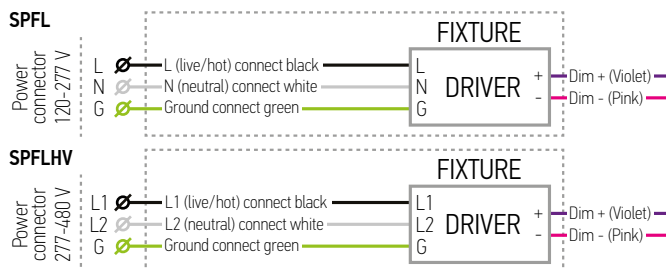 SPFL
FIXTURE
Power
connector
120-277 V
L L (live/hot) connect black L
N N (neutral) connect white N
G Ground connect green G
DRIVER
+ Dim + (Violet)
- Dim - (Pink)
SPFLHV
FIXTURE
Power
connector
277-480 V
L1 L1 (live/hot) connect black L1
L2 L2 (neutral) connect white L2
G Ground connect green G
DRIVER
+ Dim + (Violet)
- Dim - (Pink)